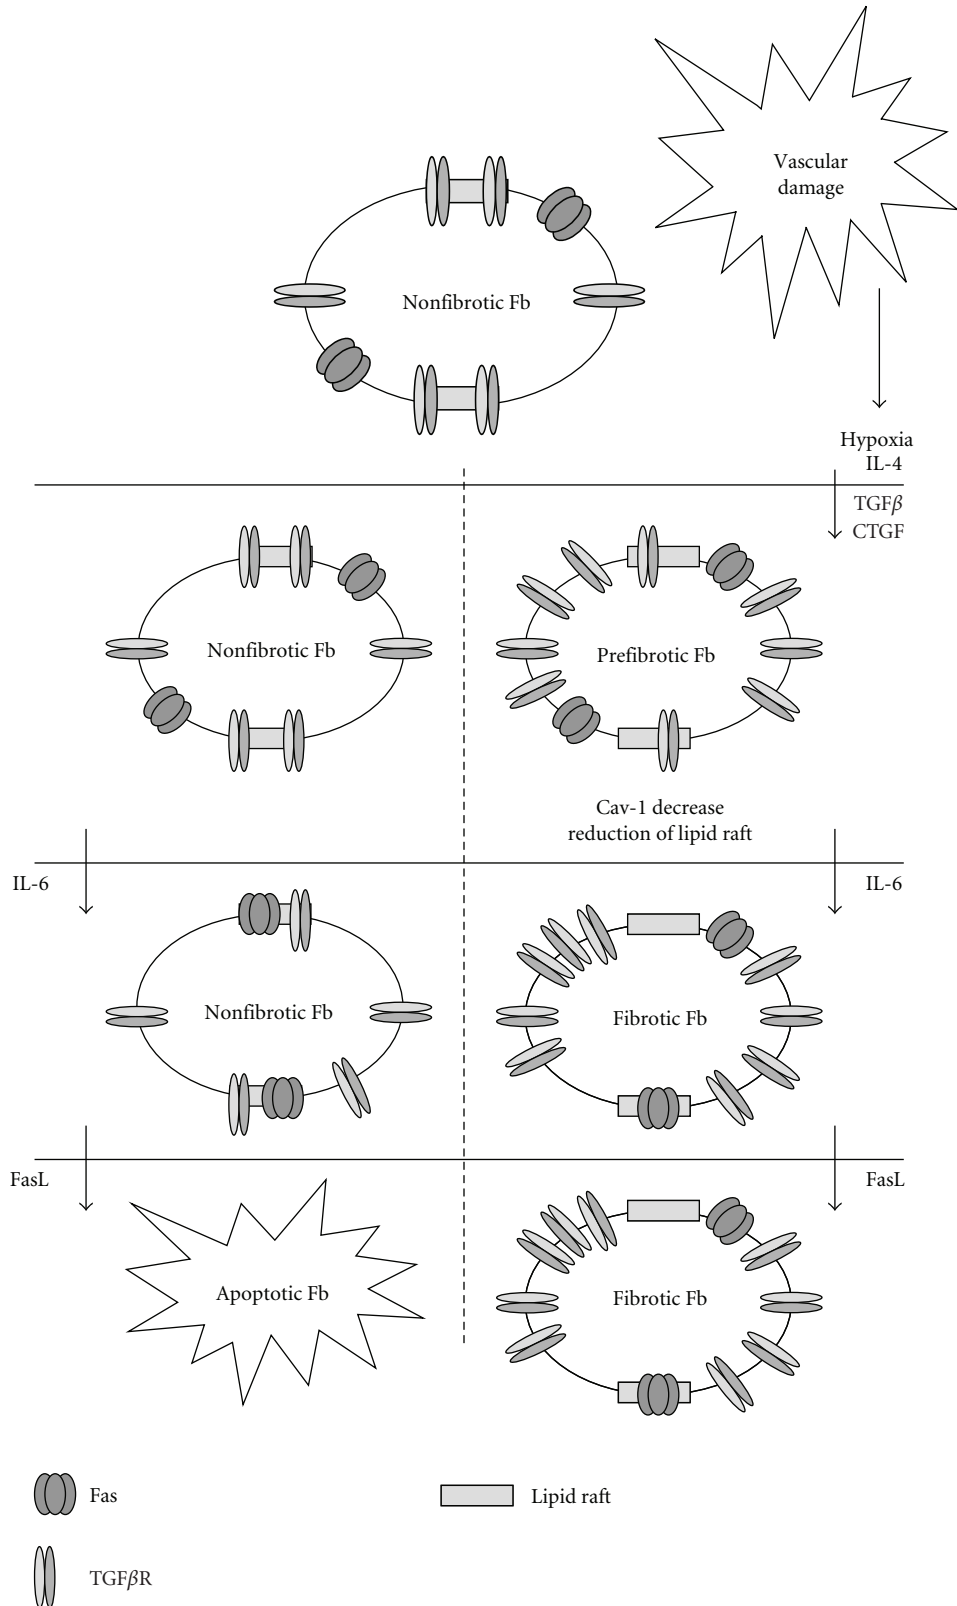 Vascular
damage
Nonfibrotic Fb
Hypoxia
IL-4
TGFβ
CTGF
Nonfibrotic Fb
Prefibrotic Fb
Cav-1 decrease
reduction of lipid raft
IL-6
IL-6
Nonfibrotic Fb
Fibrotic Fb
FasL
FasL
Apoptotic Fb
Fibrotic Fb
Fas
Lipid raft
TGFβR